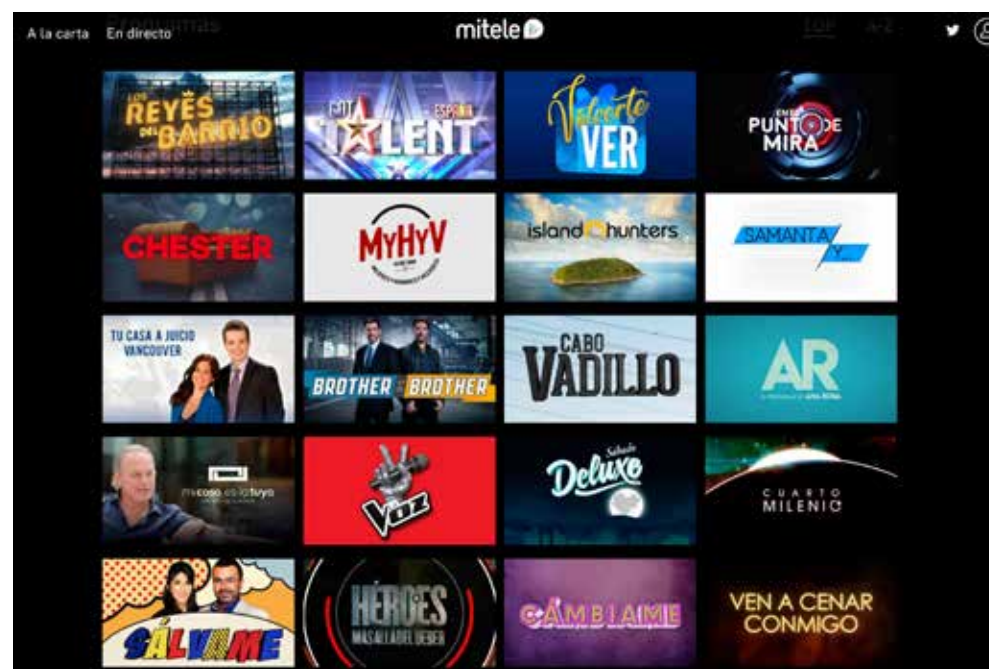 Programas
A la carta En directo
mitele
TOP A-Z
LOS
REYES
DEL BARRIO
GOT ESPAÑA
TALENT
Volverte
VER
EN EL
PUNTO DE
MIRA
CHESTER
MYHYV
island hunters
SAMANTA
Y...
TU CASA A JUICIO
VANCOUVER
BROTHER BROTHER
CABO
VADILLO
AR
mi casa es la tuya
La Voz
Sábado
Deluxe
CUARTO
MILENIO
SÁLVAME
HÉROES
MÁS ALLÁ DEL DEBER
CÁMBIAME
VEN A CENAR
CONMIGO